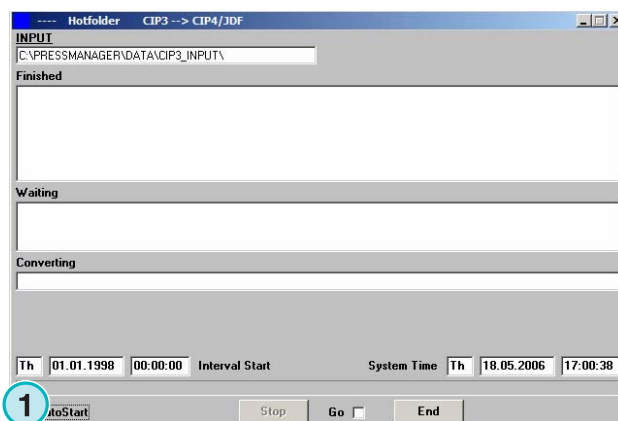 ---- Hotfolder CIP3 --> CIP4/JDF
INPUT
C:\PRESSMANAGER\DATA\CIP3_INPUT\
Finished
Waiting
Converting
Th 01.01.1998 00:00:00 Interval Start System Time Th 18.05.2006 17:00:38
1 utoStart Stop Go End